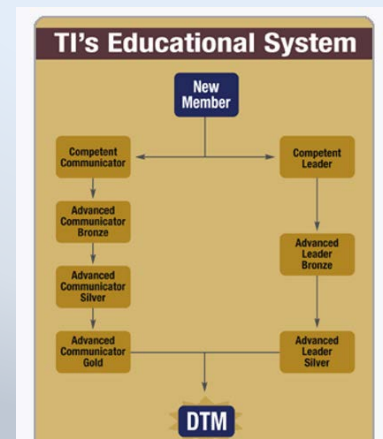 TI's Educational System
New
Member
Competent
Communicator
Competent
Leader
Advanced
Communicator
Bronze
Advanced
Leader
Bronze
Advanced
Communicator
Silver
Advanced
Communicator
Gold
Advanced
Leader
Silver
DTM